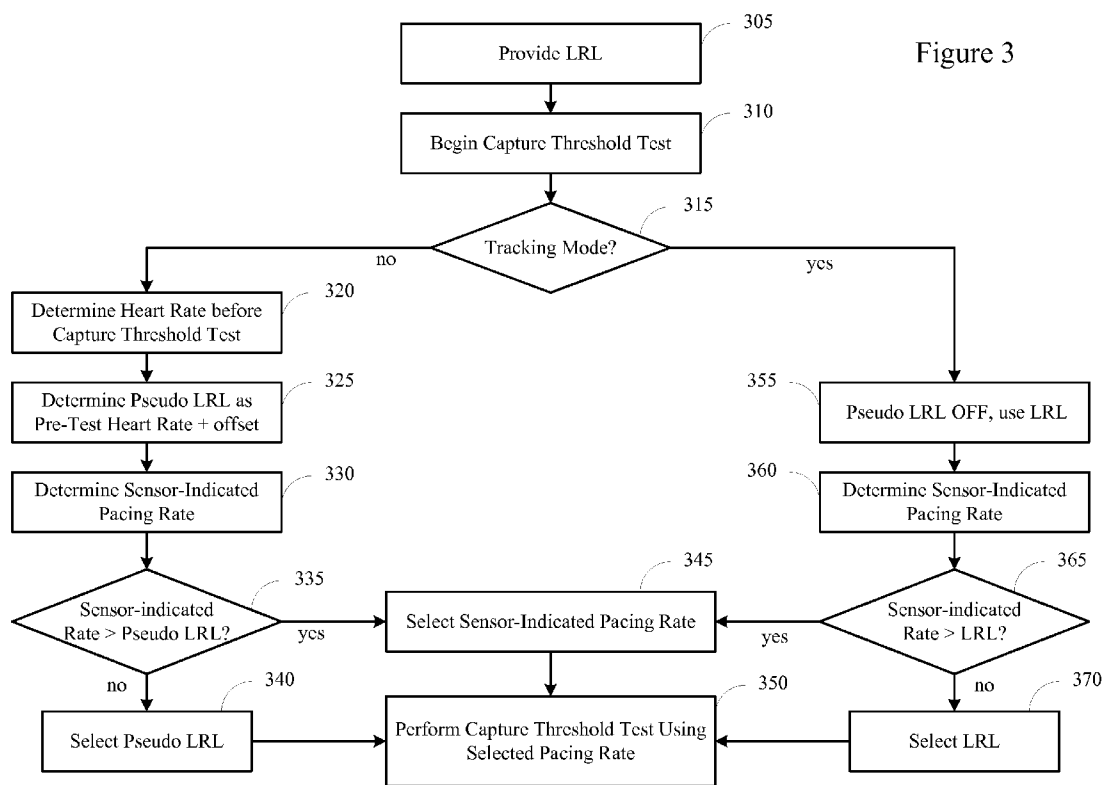 305
Figure 3
Provide LRL
310
Begin Capture Threshold Test
315
Tracking Mode?
no
yes
320
Determine Heart Rate before
Capture Threshold Test
325
Determine Pseudo LRL as
Pre-Test Heart Rate + offset
330
Determine Sensor-Indicated
Pacing Rate
335
Sensor-indicated
Rate > Pseudo LRL?
yes
no
340
Select Pseudo LRL
345
Select Sensor-Indicated Pacing Rate
350
Perform Capture Threshold Test Using
Selected Pacing Rate
355
Pseudo LRL OFF, use LRL
360
Determine Sensor-Indicated
Pacing Rate
365
Sensor-indicated
Rate > LRL?
yes
no
370
Select LRL